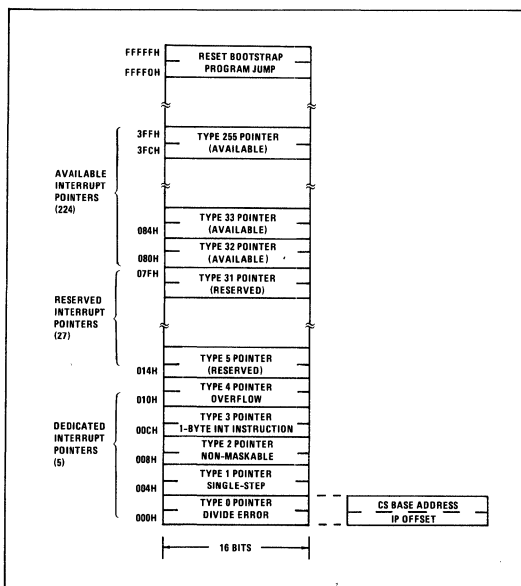 FFFFFH
RESET BOOTSTRAP
PROGRAM JUMP
FFFF0H
3FFH
TYPE 255 POINTER
(AVAILABLE)
3FCH
AVAILABLE
INTERRUPT
POINTERS
(224)
TYPE 33 POINTER
(AVAILABLE)
084H
TYPE 32 POINTER
(AVAILABLE)
080H
07FH
TYPE 31 POINTER
(RESERVED)
RESERVED
INTERRUPT
POINTERS
(27)
TYPE 5 POINTER
(RESERVED)
014H
TYPE 4 POINTER
OVERFLOW
010H
TYPE 3 POINTER
1-BYTE INT INSTRUCTION
00CH
DEDICATED
INTERRUPT
POINTERS
(5)
TYPE 2 POINTER
NON-MASKABLE
008H
TYPE 1 POINTER
SINGLE-STEP
004H
TYPE 0 POINTER
DIVIDE ERROR
000H
CS BASE ADDRESS
IP OFFSET
16 BITS